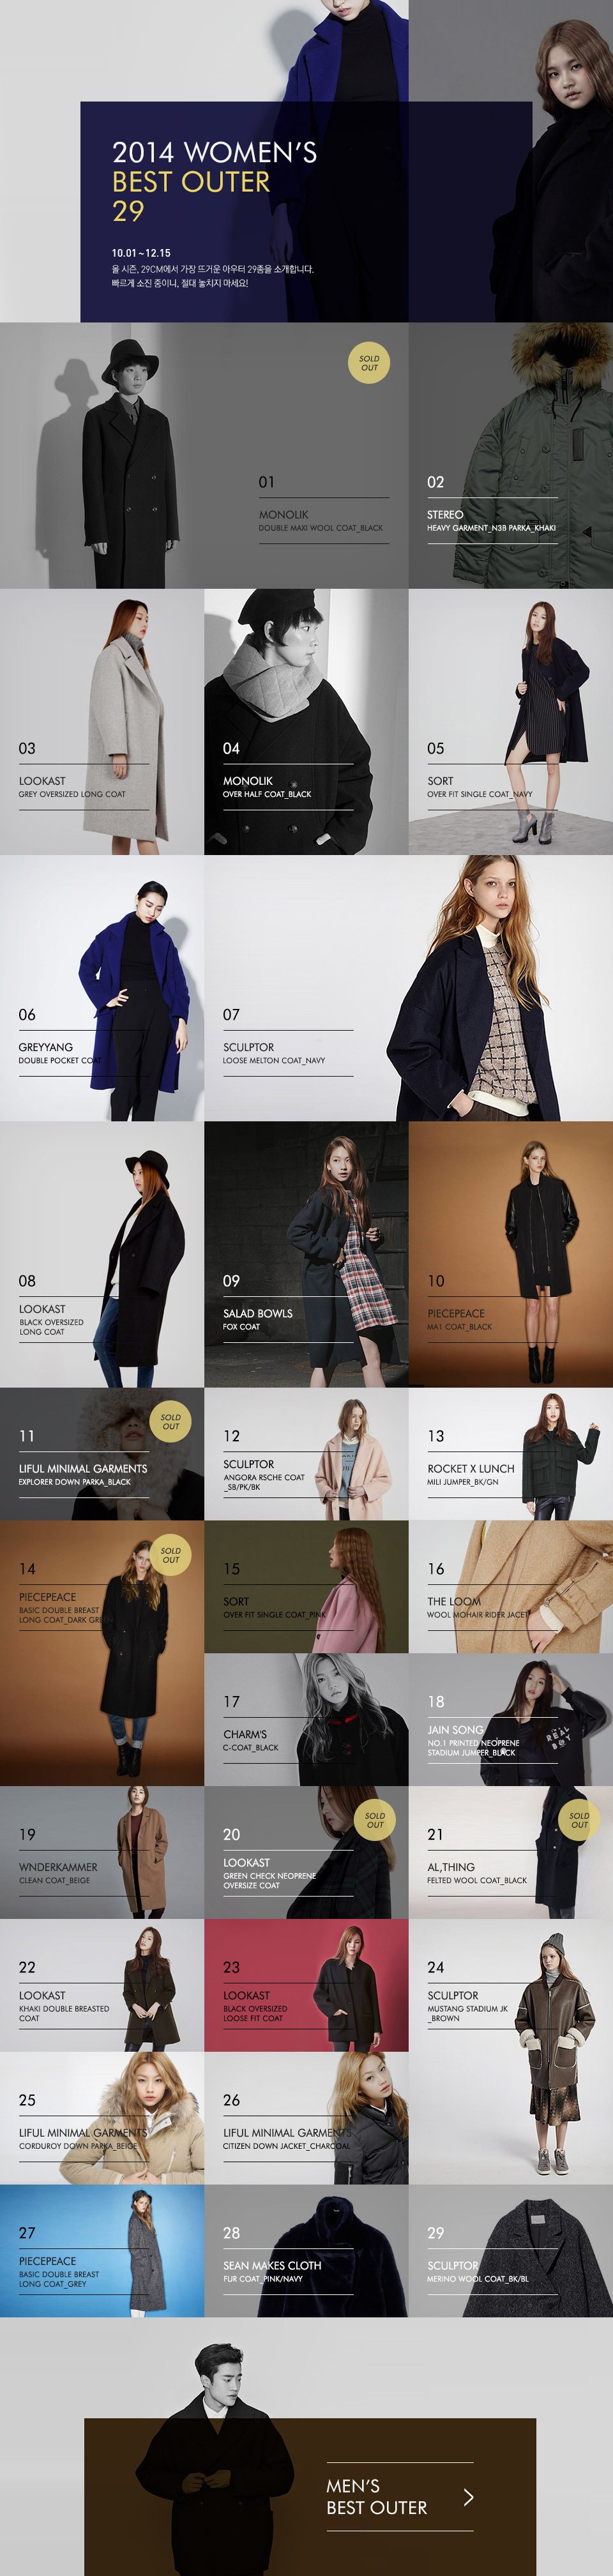 2014 WOMEN'S
BEST OUTER
29
10.01~12.15
올 시즌, 29CM에서 가장 뜨거운 아우터 29종을 소개합니다.
빠르게 소진 중이니, 절대 놓치지 마세요!
SOLD
OUT
01
MONOLIK
DOUBLE MAXI WOOL COAT_BLACK
02
STEREO
HEAVY GARMENT_N3B PARKA_KHAKI
03
LOOKAST
GREY OVERSIZED LONG COAT
04
MONOLIK
OVER HALF COAT_BLACK
05
SORT
OVER FIT SINGLE COAT_NAVY
06
GREYYANG
DOUBLE POCKET COAT
07
SCULPTOR
LOOSE MELTON COAT_NAVY
08
LOOKAST
BLACK OVERSIZED
LONG COAT
09
SALAD BOWLS
FOX COAT
10
PIECEPEACE
MA1 COAT_BLACK
SOLD
OUT
11
LIFUL MINIMAL GARMENTS
EXPLORER DOWN PARKA_BLACK
12
SCULPTOR
ANGORA RSCHE COAT
_SB/PK/BK
13
ROCKET X LUNCH
MILI JUMPER_BK/GN
SOLD
OUT
14
PIECEPEACE
BASIC DOUBLE BREAST
LONG COAT_DARK GREEN
15
SORT
OVER FIT SINGLE COAT_PINK
16
THE LOOM
WOOL MOHAIR RIDER JACET
17
CHARM'S
C-COAT_BLACK
18
JAIN SONG
NO.1 PRINTED NEOPRENE
STADIUM JUMPER_BLACK
REAL
BOY
19
WNDERKAMMER
CLEAN COAT_BEIGE
SOLD
OUT
20
LOOKAST
GREEN CHECK NEOPRENE
OVERSIZE COAT
SOLD
OUT
21
AL,THING
FELTED WOOL COAT_BLACK
22
LOOKAST
KHAKI DOUBLE BREASTED
COAT
23
LOOKAST
BLACK OVERSIZED
LOOSE FIT COAT
24
SCULPTOR
MUSTANG STADIUM JK
_BROWN
25
LIFUL MINIMAL GARMENTS
CORDUROY DOWN PARKA_BEIGE
26
LIFUL MINIMAL GARMENTS
CITIZEN DOWN JACKET_CHARCOAL
27
PIECEPEACE
BASIC DOUBLE BREAST
LONG COAT_GREY
28
SEAN MAKES CLOTH
FUR COAT_PINK/NAVY
29
SCULPTOR
MERINO WOOL COAT_BK/BL
MEN'S
BEST OUTER